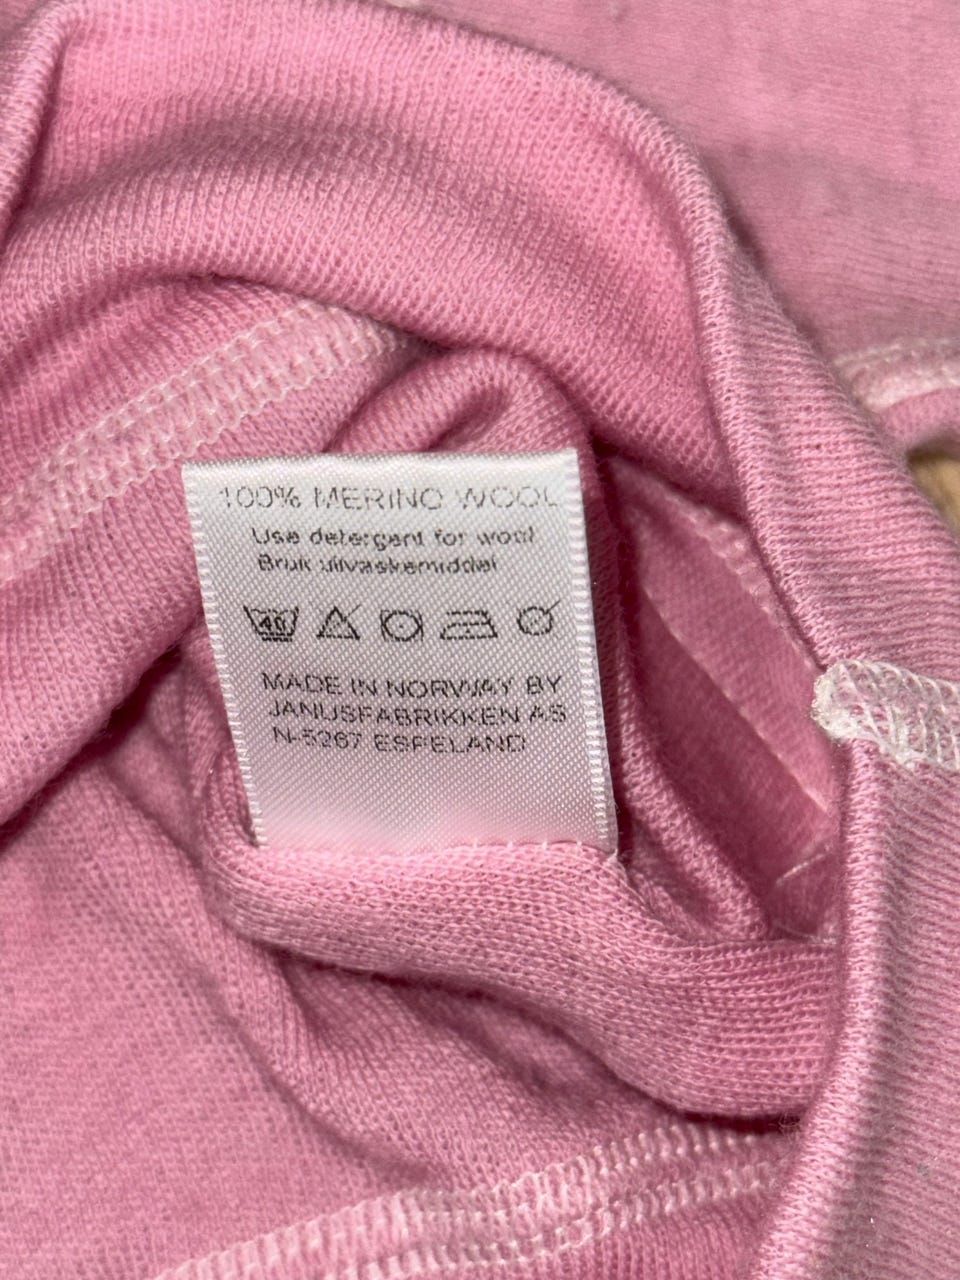 100% MERINO WOOL
Use detergent for wool
Bruk ullvaskemiddel
40
MADE IN NORWAY BY
JANUSFABRIKKEN AS
N-5267 ESPELAND